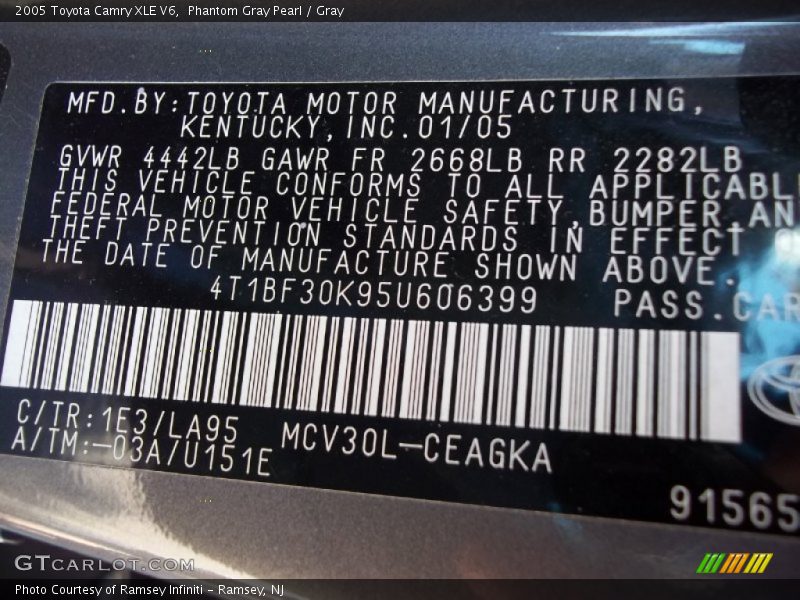 2005 Toyota Camry XLE V6,  Phantom Gray Pearl / Gray
MFD.BY:TOYOTA MOTOR MANUFACTURING,
KENTUCKY,INC.01/05
GVWR 4442LB GAWR FR 2668LB RR 2282LB
THIS VEHICLE CONFORMS TO ALL APPLICABL
FEDERAL MOTOR VEHICLE SAFETY,BUMPER AN
THEFT PREVENTION STANDARDS IN EFFECT
THE DATE OF MANUFACTURE SHOWN ABOVE.
4T1BF30K95U606399 PASS.CAR
C/TR:1E3/LA95 MCV30L-CEAGKA
A/TM:-03A/U151E
91565
GTCARLOT.COM
Photo Courtesy of Ramsey Infiniti - Ramsey, NJ